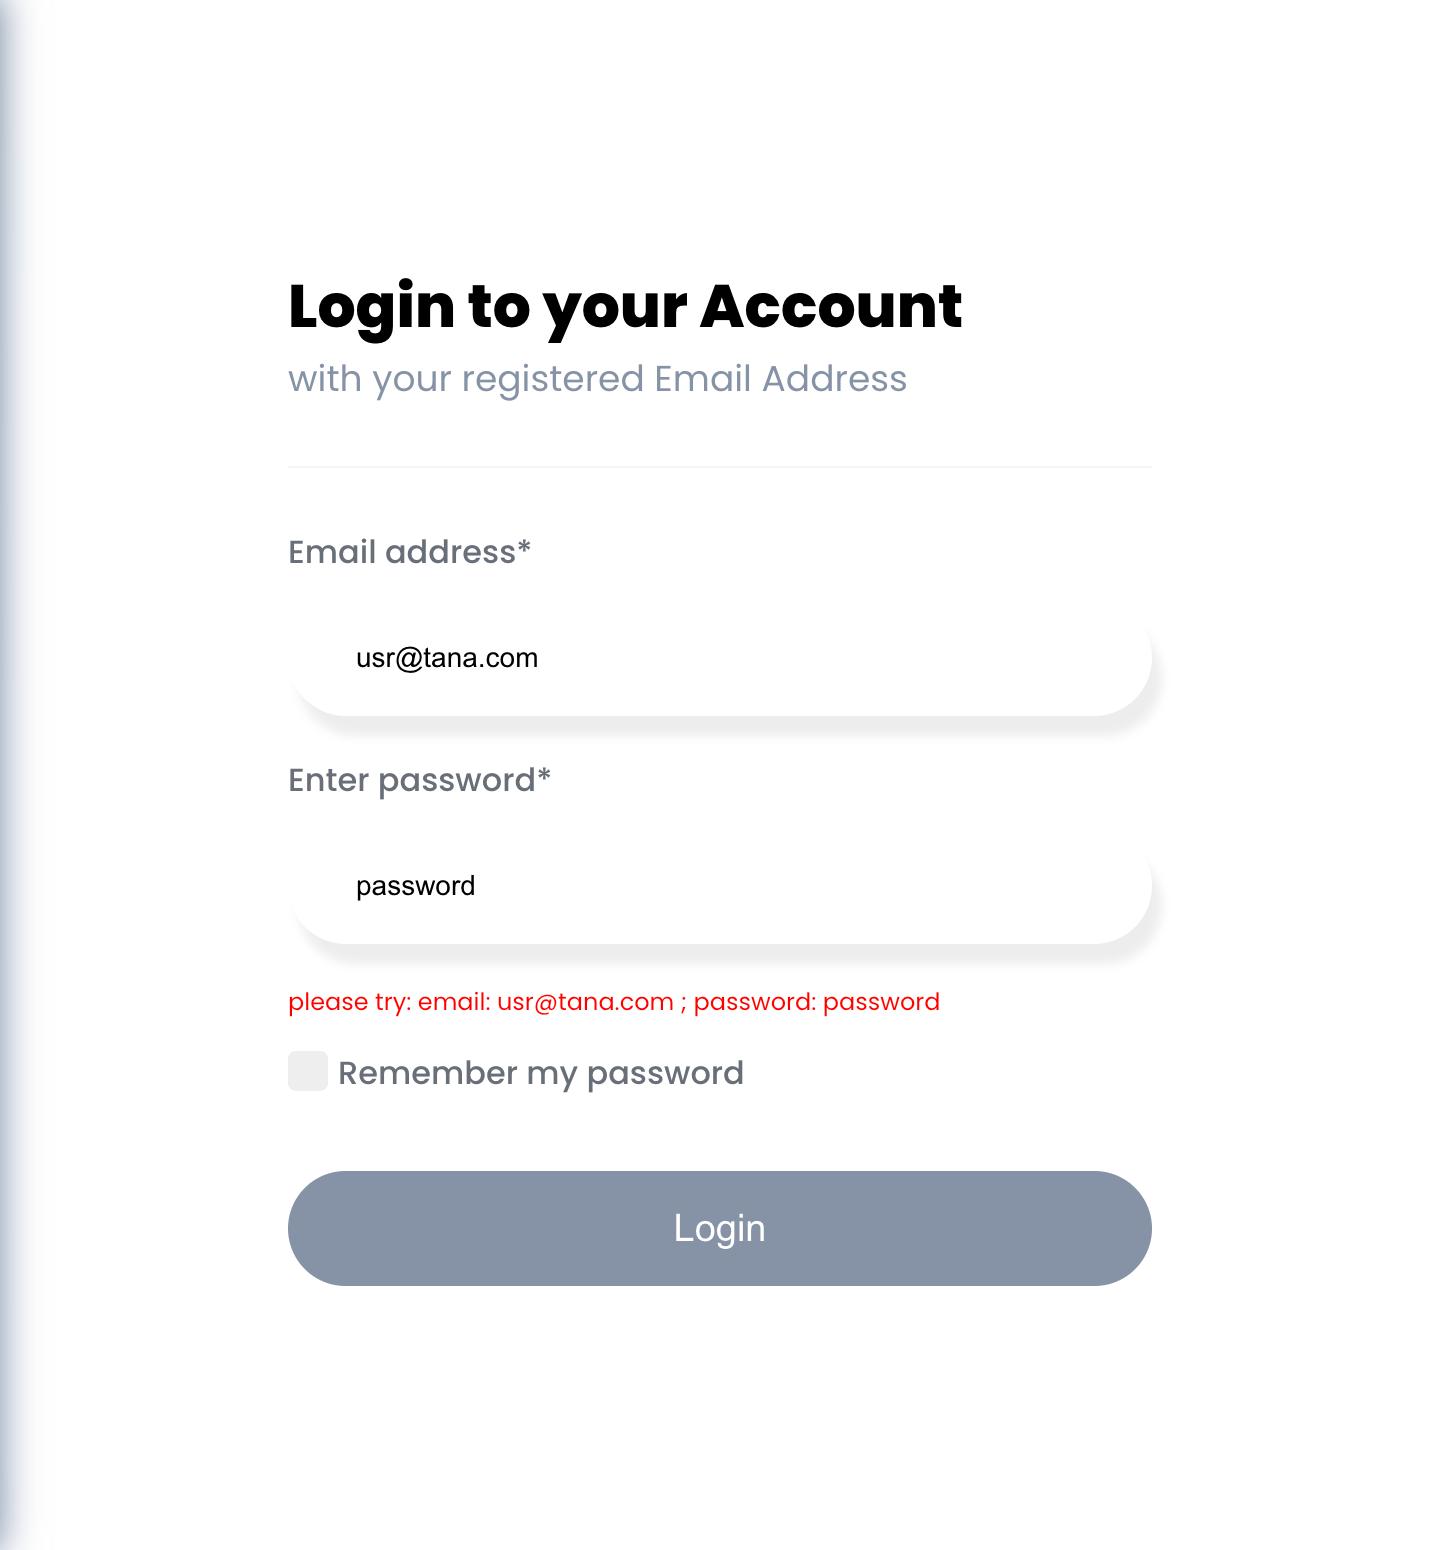 Login to your Account
with your registered Email Address
Email address*
usr@tana.com
Enter password*
password
please try: email: usr@tana.com ; password: password
Remember my password
Login